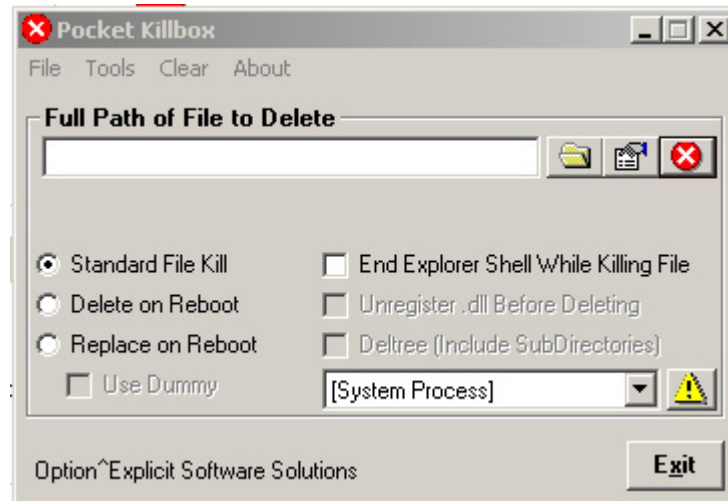 Pocket Killbox
File Tools Clear About
Full Path of File to Delete
Standard File Kill
End Explorer Shell While Killing File
Delete on Reboot
Unregister .dll Before Deleting
Replace on Reboot
Deltree (Include SubDirectories)
Use Dummy
[System Process]
Option^Explicit Software Solutions
Exit